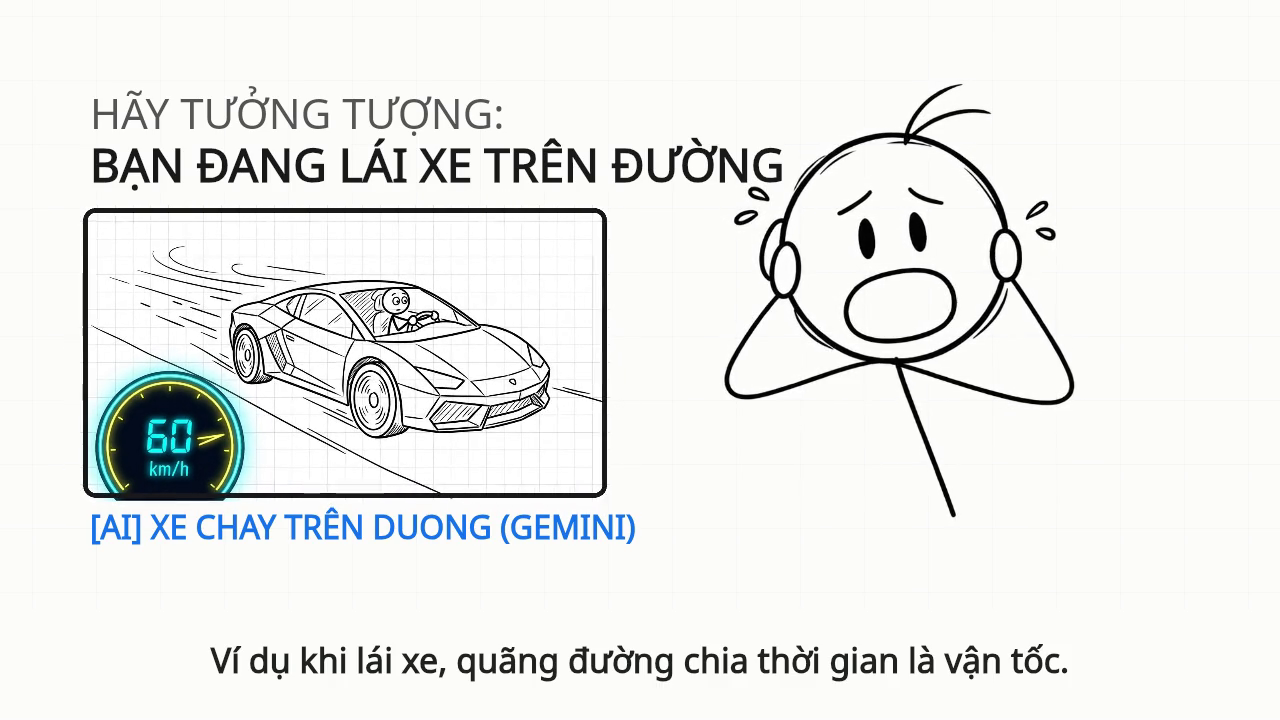 HÃY TƯỞNG TƯỢNG:
BẠN ĐANG LÁI XE TRÊN ĐƯỜNG
60
km/h
[AI] XE CHAY TRÊN DUONG (GEMINI)
Ví dụ khi lái xe, quãng đường chia thời gian là vận tốc.